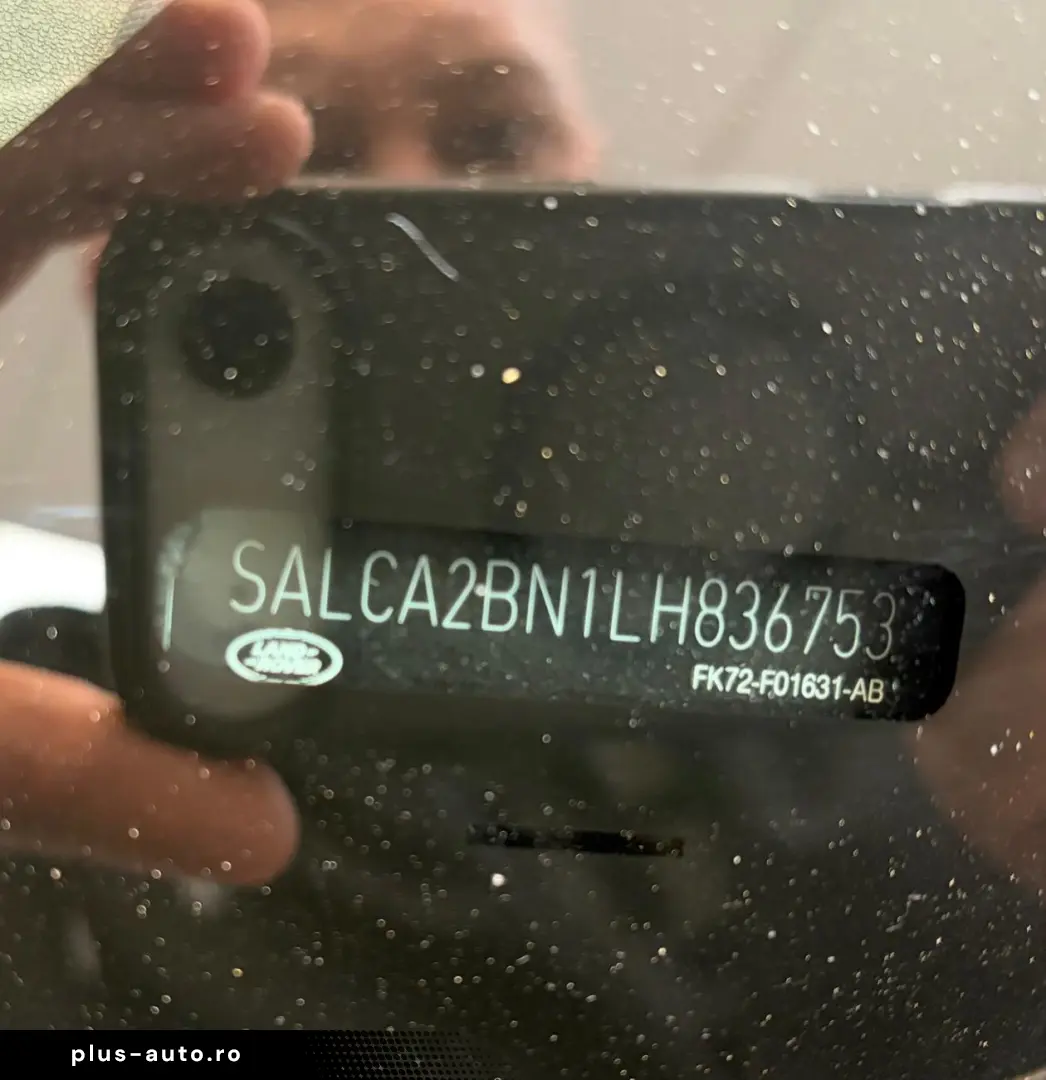 SALCA2BN1LH836753
LAND-
-ROVER
FK72-F01631-AB
plus-auto.ro